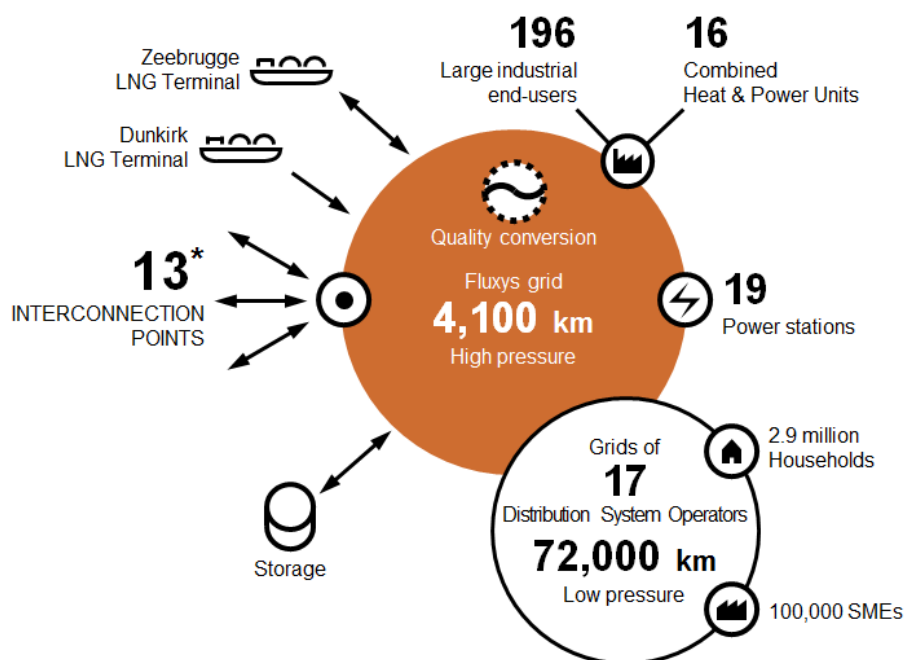 Zeebrugge
LNG Terminal
Dunkirk
LNG Terminal
13*
INTERCONNECTION
POINTS
Storage
196
Large industrial
end-users
16
Combined
Heat & Power Units
Quality conversion
Fluxys grid
4,100 km
High pressure
19
Power stations
Grids of
17
Distribution System Operators
72,000 km
Low pressure
2.9 million
Households
100,000 SMEs